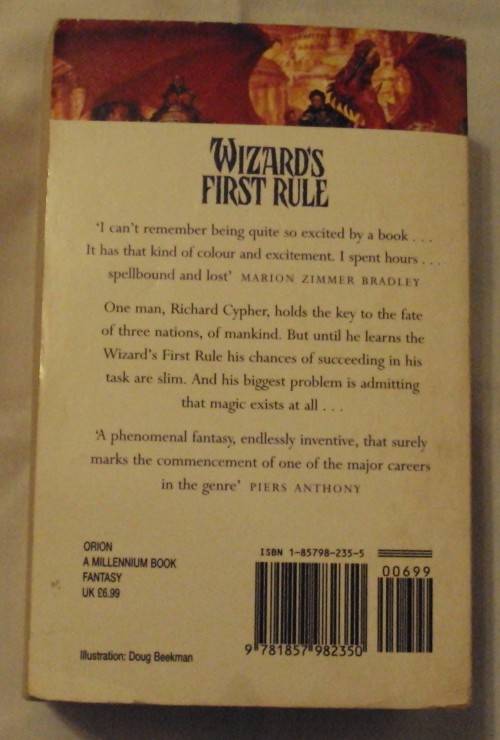 WIZARD'S
FIRST RULE
'I can't remember being quite so excited by a book . . .
It has that kind of colour and excitement. I spent hours . . .
spellbound and lost' MARION ZIMMER BRADLEY
One man, Richard Cypher, holds the key to the fate
of three nations, of mankind. But until he learns the
Wizard's First Rule his chances of succeeding in his
task are slim. And his biggest problem is admitting
that magic exists at all . . .
'A phenomenal fantasy, endlessly inventive, that surely
marks the commencement of one of the major careers
in the genre' PIERS ANTHONY
ORION
A MILLENNIUM BOOK
FANTASY
UK £6.99
Illustration: Doug Beekman
ISBN 1-85798-235-5
00699
9 781857 982350